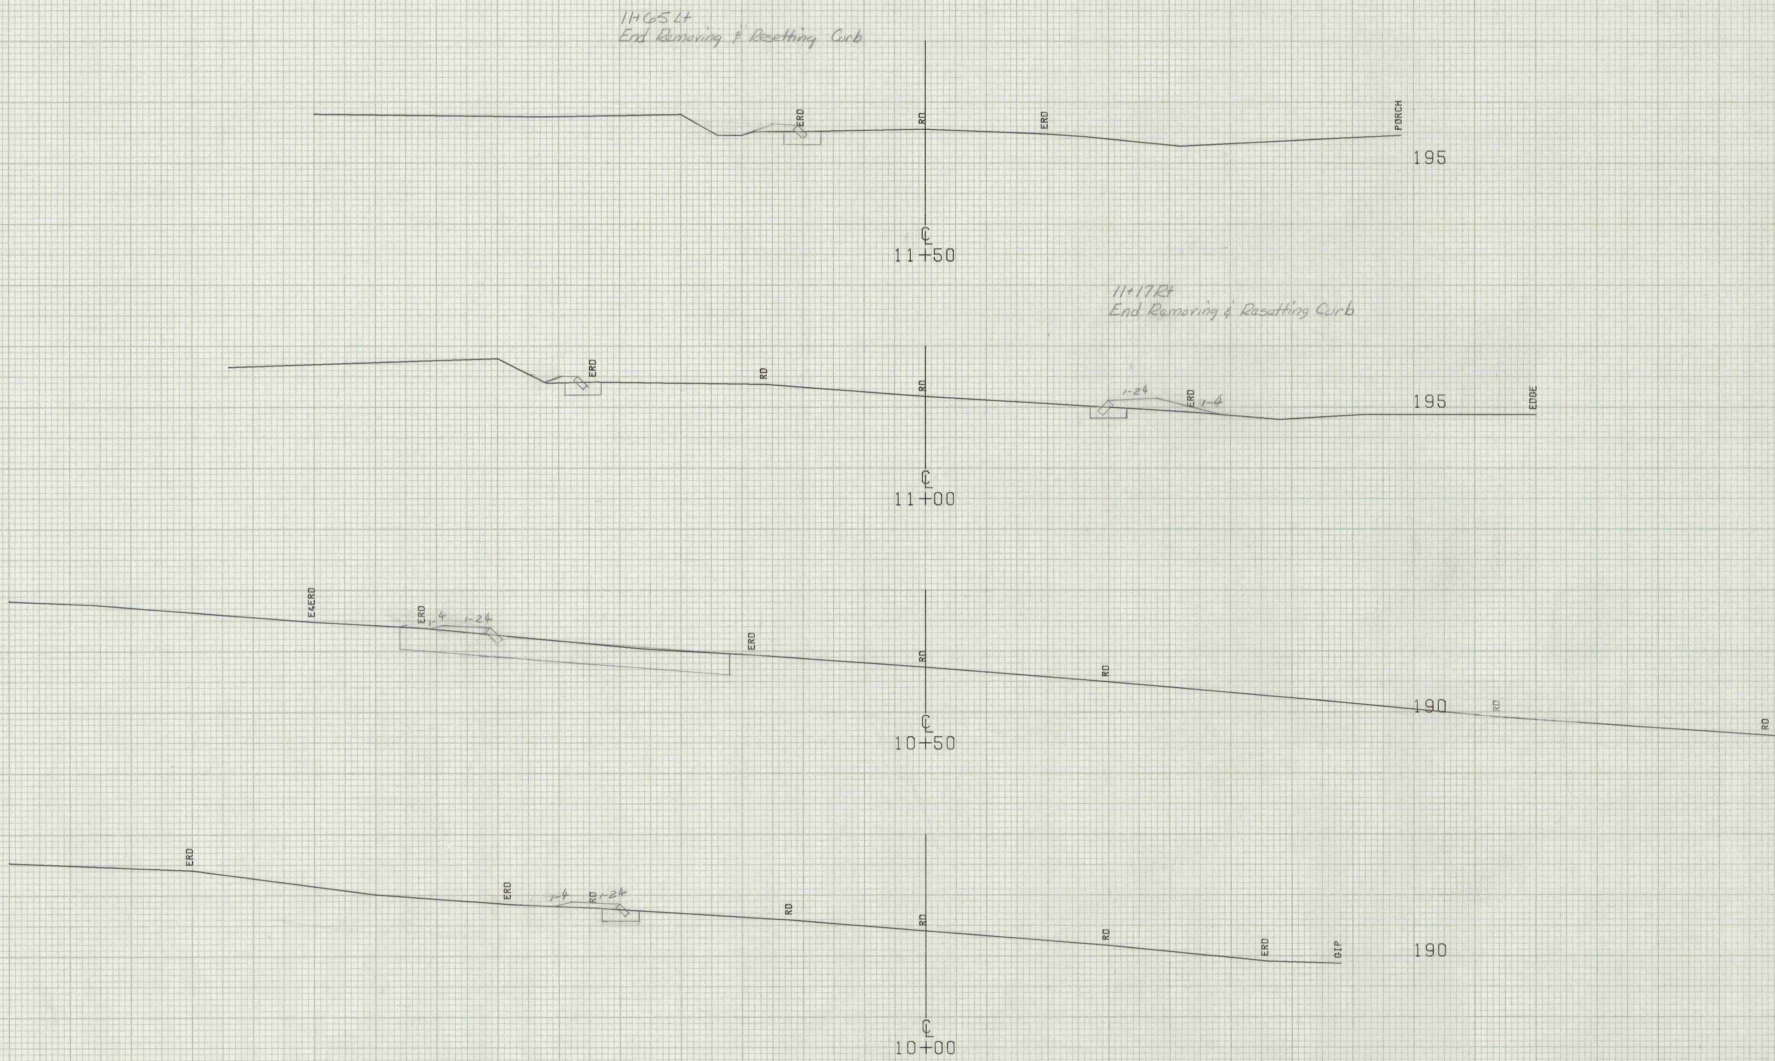 11+65 Lt
End Removing & Resetting Curb
ERD
RD
ERD
PORCH
195
℄
11+50
11+17 Rt
End Removing & Resetting Curb
ERD
RD
RD
1-24
ERD
1-4
195
EDGE
℄
11+00
E&ERD
ERD
1-4
1-24
ERD
RD
RD
190
RD
RD
℄
10+50
ERD
ERD
1-4
RD
1-24
RD
RD
RD
ERD
GIP
190
℄
10+00